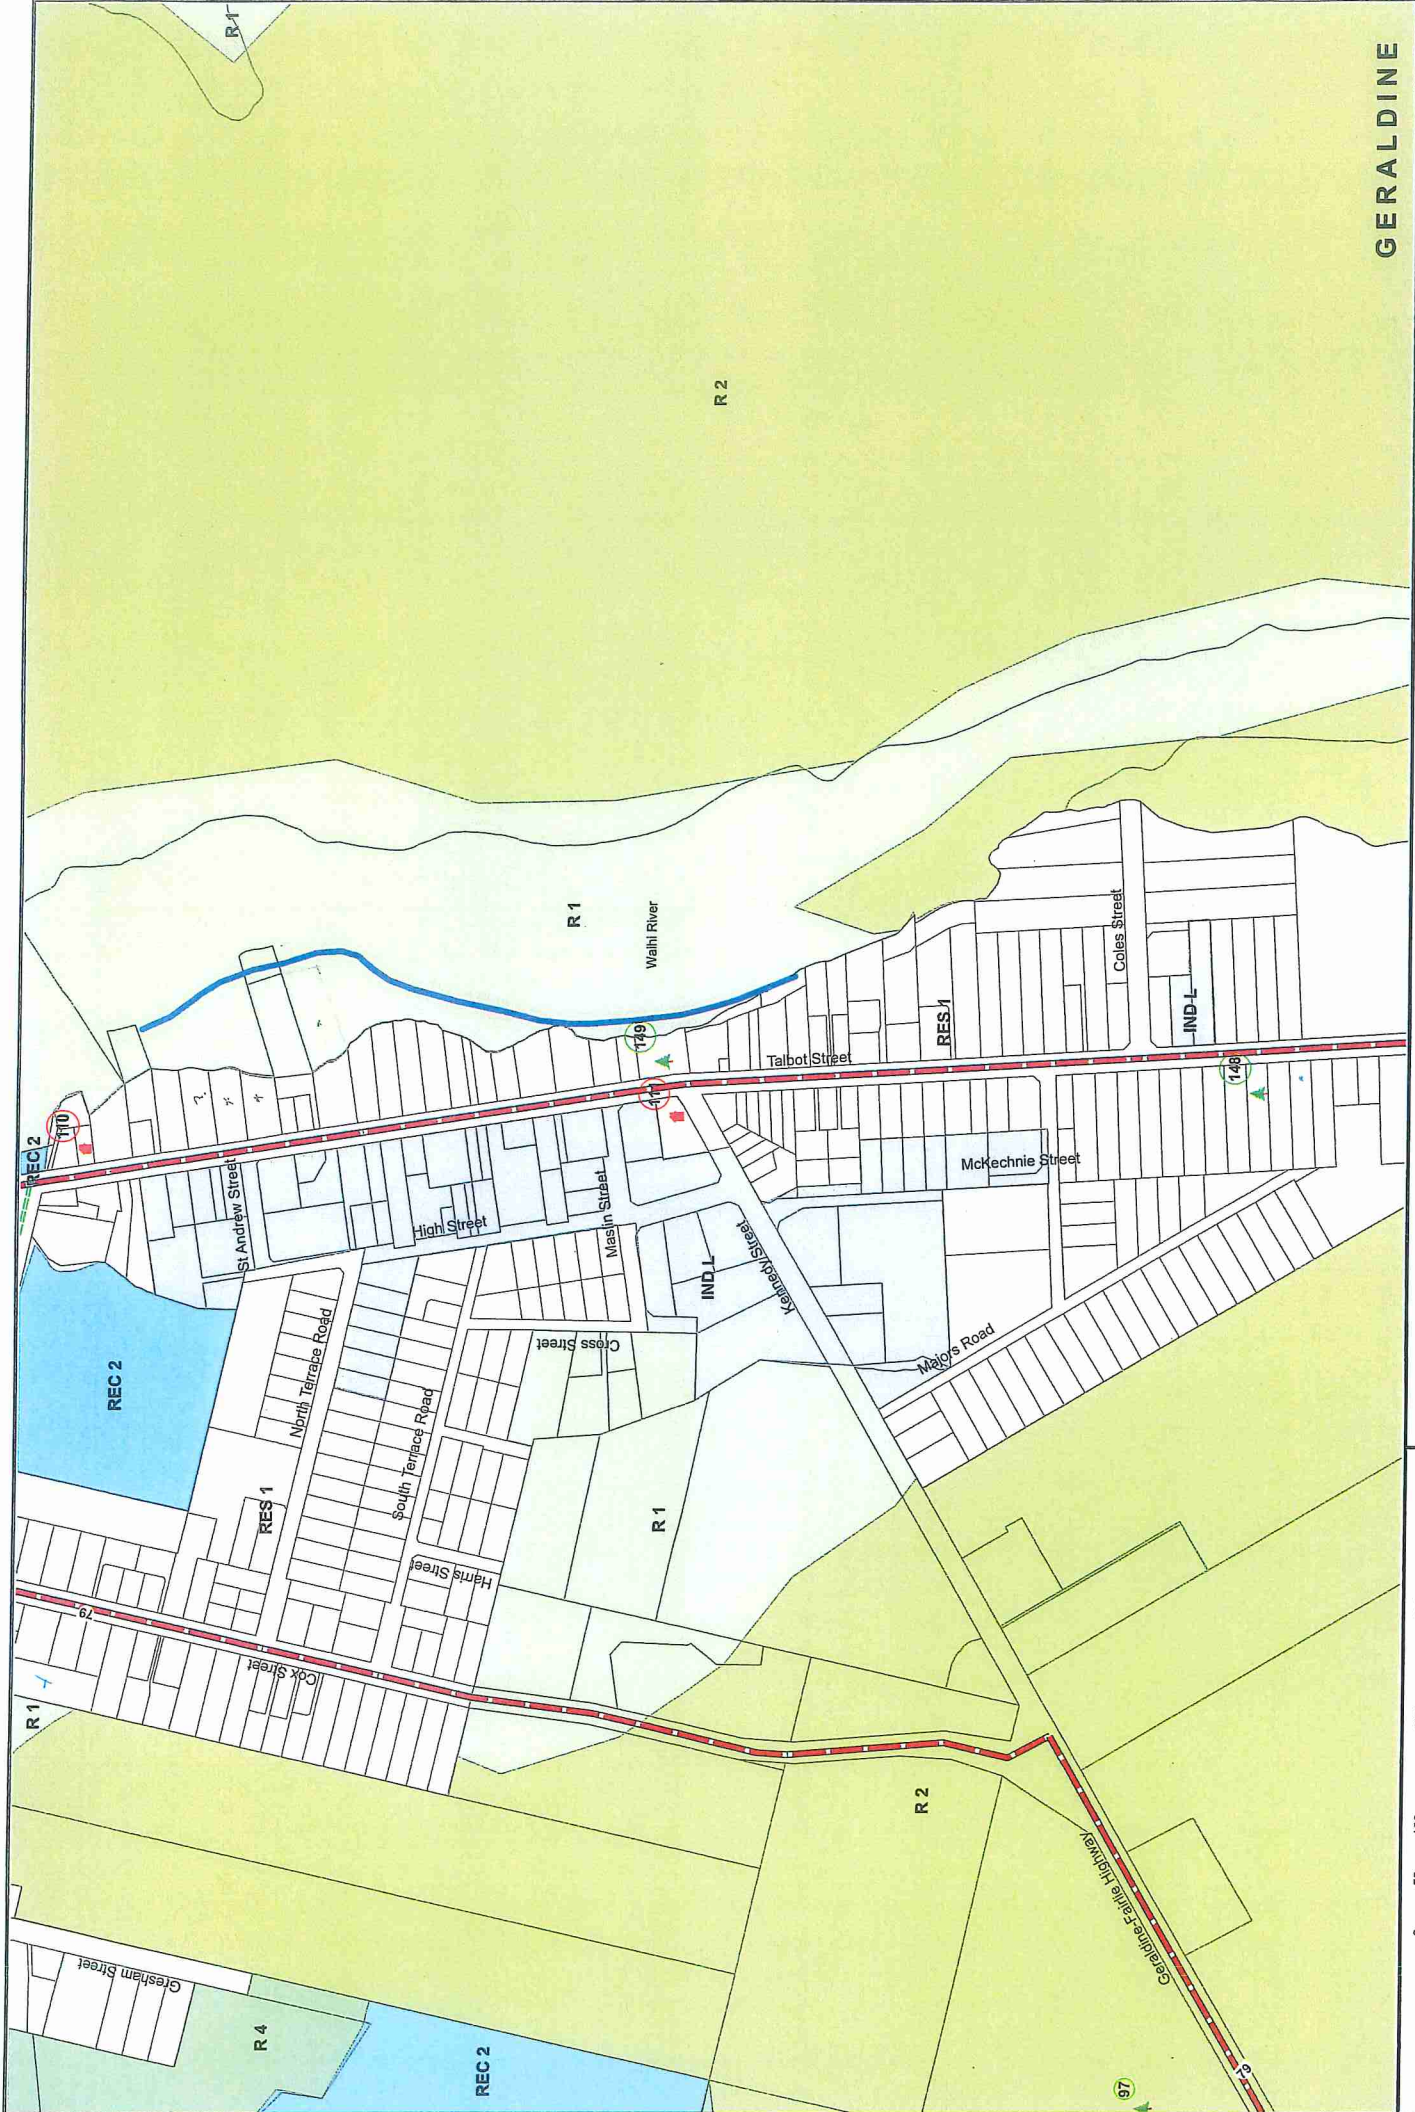 R 1
GERALDINE
R 2
R 1
Waihi River
REC 2
110
149
111
Talbot Street
RES 1
Coles Street
IND L
148
St Andrew Street
High Street
Maslin Street
McKechnie Street
REC 2
North Terrace Road
South Terrace Road
Cross Street
IND L
Kennedy Street
Majors Road
RES 1
Harris Street
R 1
79
Cox Street
R 1
R 2
Geraldine-Fairlie Highway
Gresham Street
R 4
REC 2
97
79